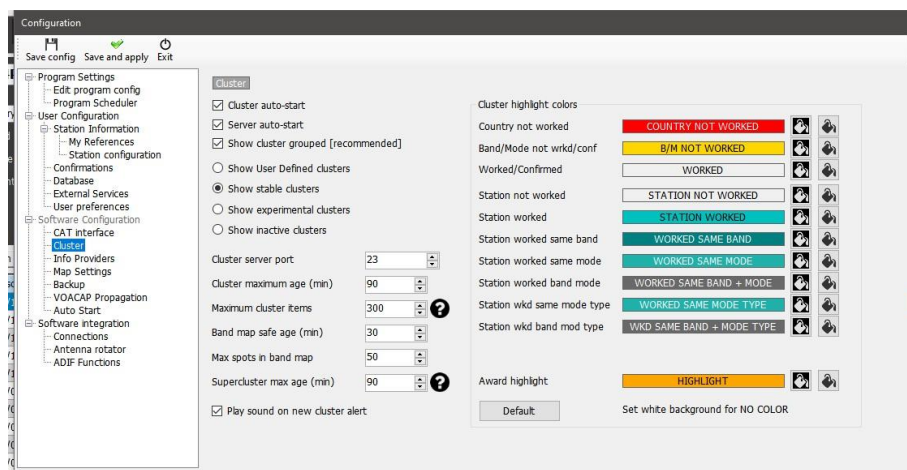 Configuration
Save config Save and apply Exit
Program Settings
Edit program config
Program Scheduler
User Configuration
Station Information
My References
Station configuration
Confirmations
Database
External Services
User preferences
Software Configuration
CAT interface
Cluster
Info Providers
Map Settings
Backup
VOACAP Propagation
Auto Start
Software integration
Connections
Antenna rotator
ADIF Functions
Cluster
Cluster auto-start
Server auto-start
Show cluster grouped [recommended]
Show User Defined clusters
Show stable clusters
Show experimental clusters
Show inactive clusters
Cluster server port 23
Cluster maximum age (min) 90
Maximum cluster items 300 ?
Band map safe age (min) 30
Max spots in band map 50
Supercluster max age (min) 90 ?
Play sound on new cluster alert
Cluster highlight colors
Country not worked COUNTRY NOT WORKED
Band/Mode not wrkd/conf B/M NOT WORKED
Worked/Confirmed WORKED
Station not worked STATION NOT WORKED
Station worked STATION WORKED
Station worked same band WORKED SAME BAND
Station worked same mode WORKED SAME MODE
Station worked band mode WORKED SAME BAND + MODE
Station wkd same mode type WORKED SAME MODE TYPE
Station wkd band mod type WKD SAME BAND + MODE TYPE
Award highlight HIGHLIGHT
Default Set white background for NO COLOR